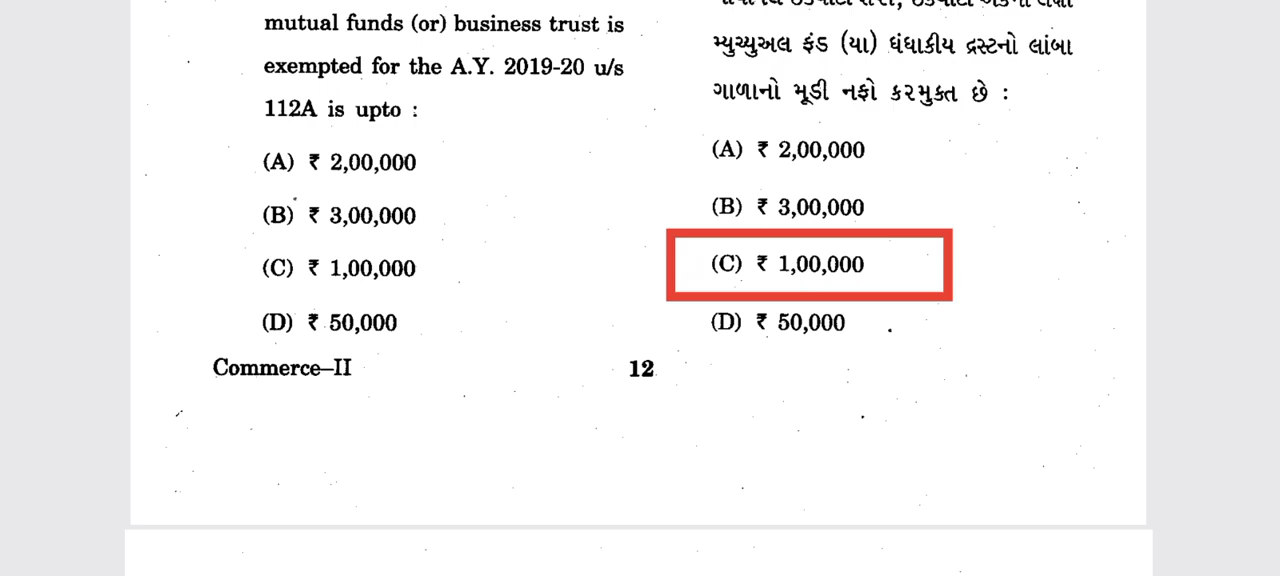 mutual funds (or) business trust is
exempted for the A.Y. 2019-20 u/s
112A is upto :
(A) ₹ 2,00,000
(B) ₹ 3,00,000
(C) ₹ 1,00,000
(D) ₹ 50,000
મ્યુચ્યુઅલ ફંડ (યા) ધંધાકીય ટ્રસ્ટનો લાંબા
ગાળાનો મૂડી નફો કરમુક્ત છે :
(A) ₹ 2,00,000
(B) ₹ 3,00,000
(C) ₹ 1,00,000
(D) ₹ 50,000
Commerce–II
12